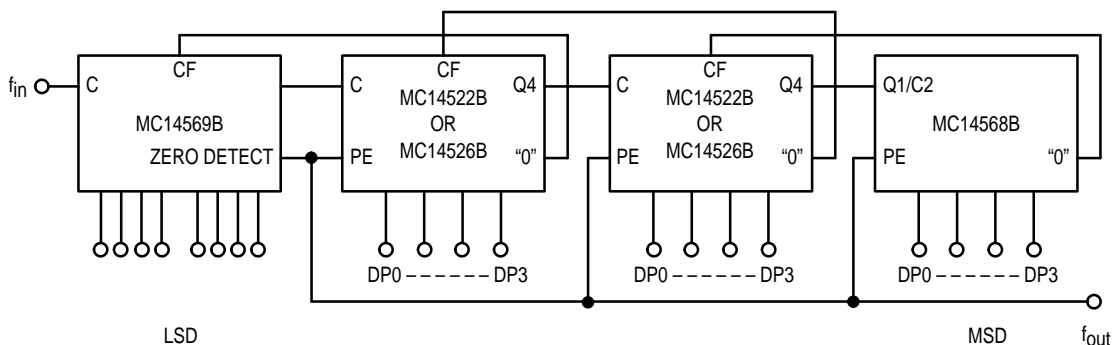 fin
C
CF
MC14569B
ZERO DETECT
C
CF
Q4
MC14522B
OR
MC14526B
PE
“0”
DP0 – – – – – – DP3
C
CF
Q4
MC14522B
OR
MC14526B
PE
“0”
DP0 – – – – – – DP3
Q1/C2
MC14568B
PE
“0”
DP0 – – – – – – DP3
LSD
MSD
fout